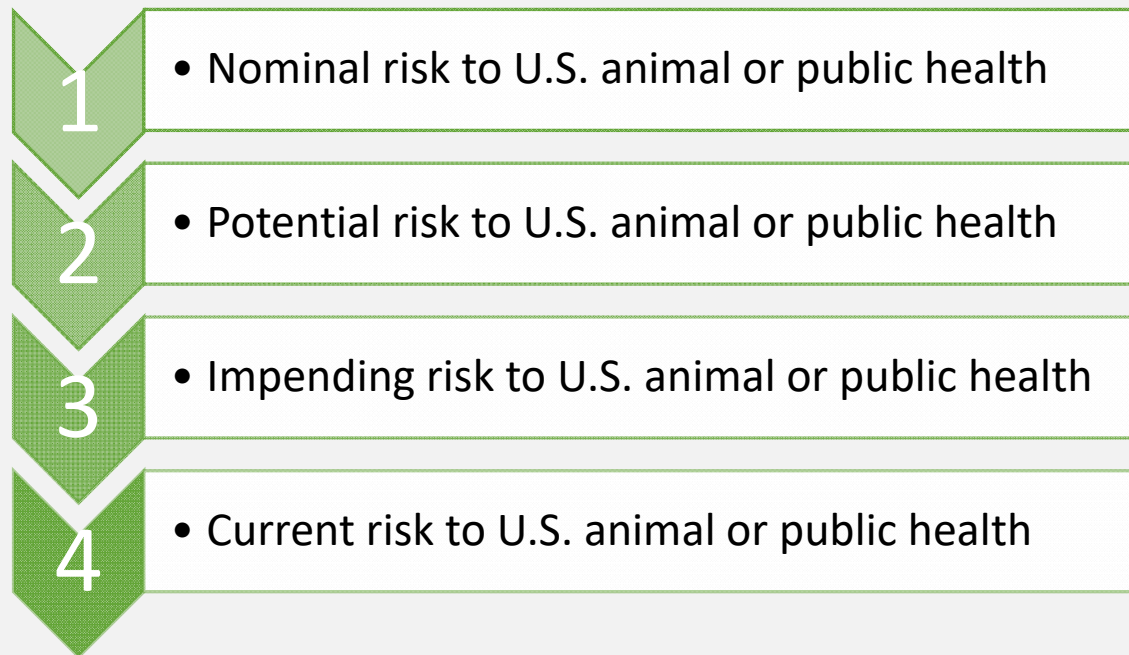 1
• Nominal risk to U.S. animal or public health
2
• Potential risk to U.S. animal or public health
3
• Impending risk to U.S. animal or public health
4
• Current risk to U.S. animal or public health